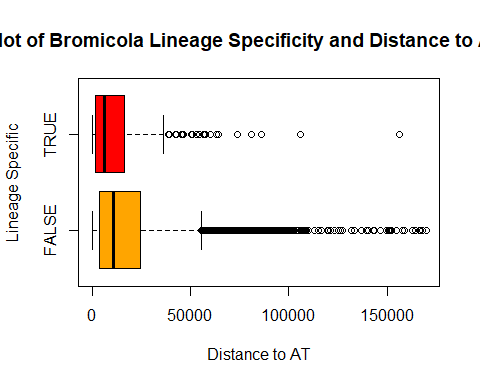 lot of Bromicola Lineage Specificity and Distance to A
Lineage Specific
TRUE
FALSE
0 50000 100000 150000
Distance to AT